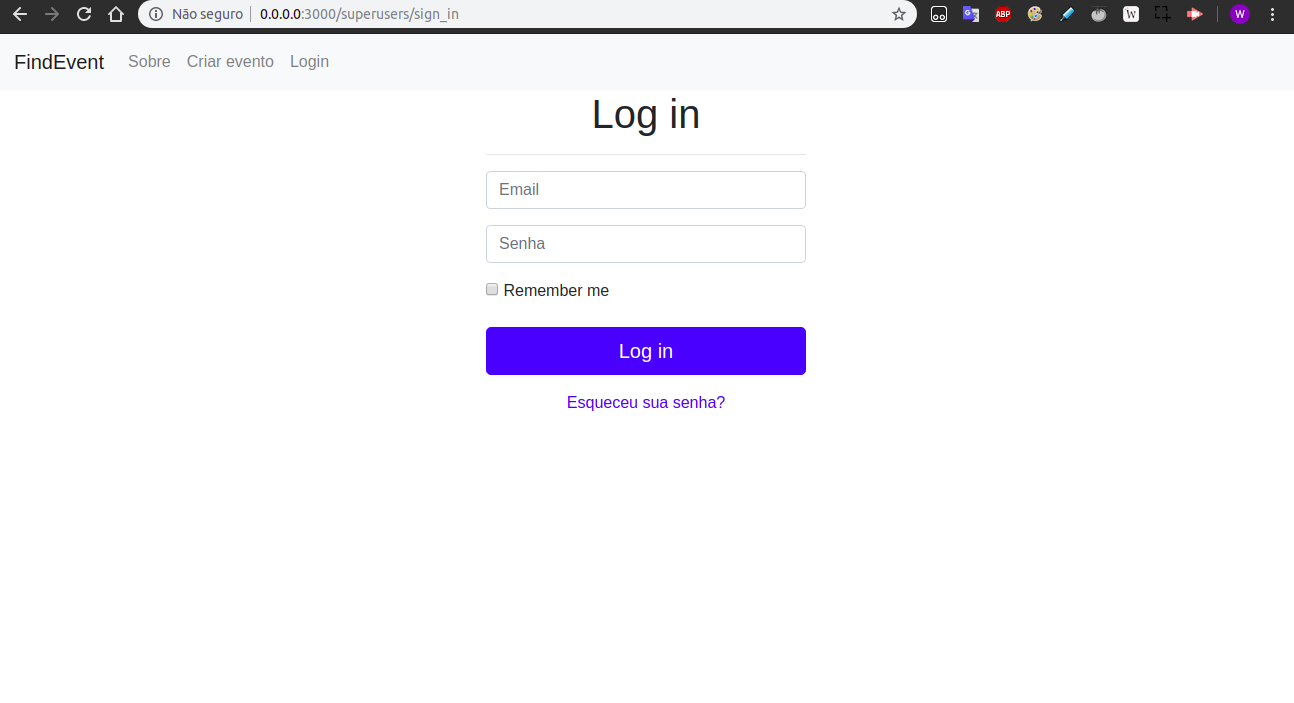 Não seguro 0.0.0.0:3000/superusers/sign_in
G ABP W W
FindEvent Sobre Criar evento Login
Log in
Email
Senha
Remember me
Log in
Esqueceu sua senha?